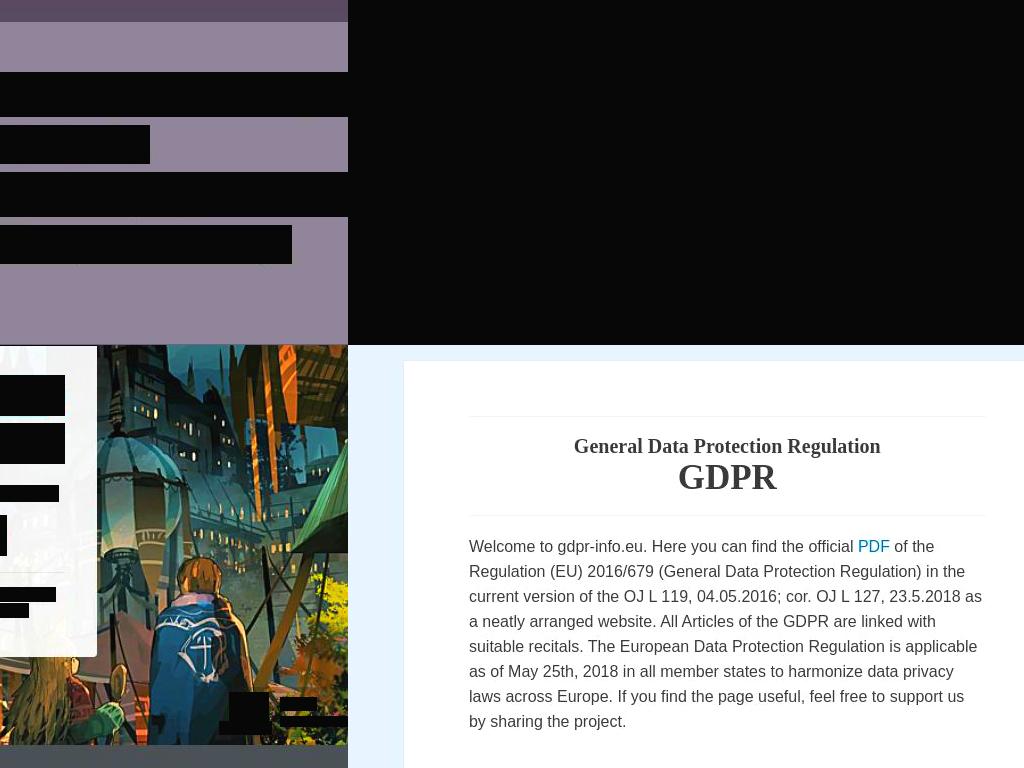 General Data Protection Regulation
GDPR
Welcome to gdpr-info.eu. Here you can find the official PDF of the
Regulation (EU) 2016/679 (General Data Protection Regulation) in the
current version of the OJ L 119, 04.05.2016; cor. OJ L 127, 23.5.2018 as
a neatly arranged website. All Articles of the GDPR are linked with
suitable recitals. The European Data Protection Regulation is applicable
as of May 25th, 2018 in all member states to harmonize data privacy
laws across Europe. If you find the page useful, feel free to support us
by sharing the project.